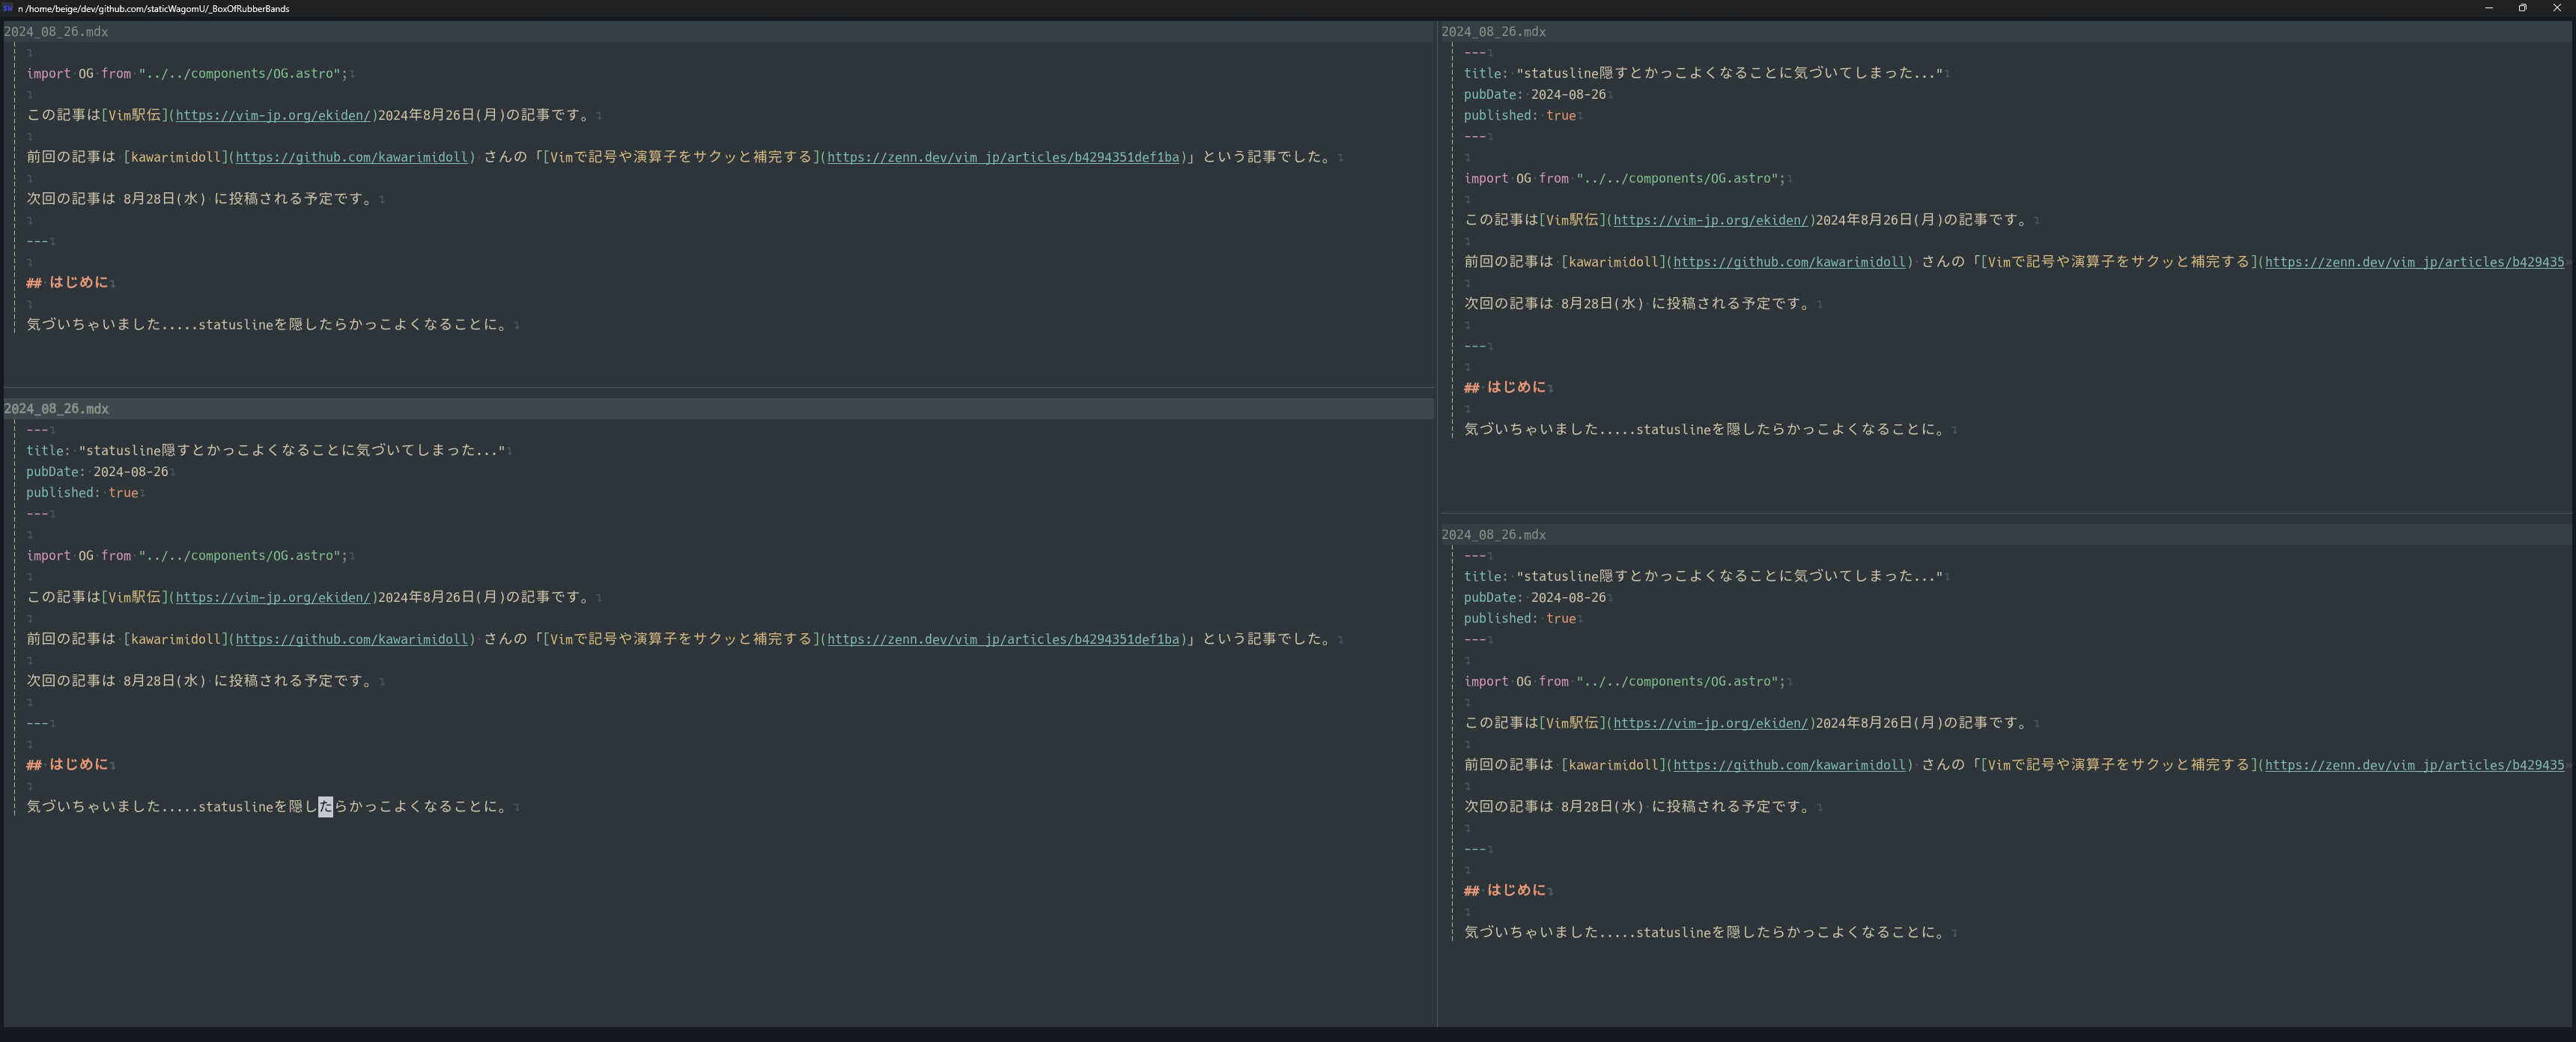 n /home/beige/dev/github.com/staticWagomU/_BoxOfRubberBands
2024_08_26.mdx
import OG from "../../components/OG.astro";
この記事は[Vim駅伝](https://vim-jp.org/ekiden/)2024年8月26日(月)の記事です。
前回の記事は [kawarimidoll](https://github.com/kawarimidoll) さんの「[Vimで記号や演算子をサクッと補完する](https://zenn.dev/vim_jp/articles/b4294351def1ba)」という記事でした。
次回の記事は 8月28日(水) に投稿される予定です。
---
## はじめに
気づいちゃいました.....statuslineを隠したらかっこよくなることに。
2024_08_26.mdx
---
title: "statusline隠すとかっこよくなることに気づいてしまった..."
pubDate: 2024-08-26
published: true
---
import OG from "../../components/OG.astro";
この記事は[Vim駅伝](https://vim-jp.org/ekiden/)2024年8月26日(月)の記事です。
前回の記事は [kawarimidoll](https://github.com/kawarimidoll) さんの「[Vimで記号や演算子をサクッと補完する](https://zenn.dev/vim_jp/articles/b4294351def1ba)」という記事でした。
次回の記事は 8月28日(水) に投稿される予定です。
---
## はじめに
気づいちゃいました.....statuslineを隠したらかっこよくなることに。
2024_08_26.mdx
---
title: "statusline隠すとかっこよくなることに気づいてしまった..."
pubDate: 2024-08-26
published: true
---
import OG from "../../components/OG.astro";
この記事は[Vim駅伝](https://vim-jp.org/ekiden/)2024年8月26日(月)の記事です。
前回の記事は [kawarimidoll](https://github.com/kawarimidoll) さんの「[Vimで記号や演算子をサクッと補完する](https://zenn.dev/vim_jp/articles/b429435»
次回の記事は 8月28日(水) に投稿される予定です。
---
## はじめに
気づいちゃいました.....statuslineを隠したらかっこよくなることに。
2024_08_26.mdx
---
title: "statusline隠すとかっこよくなることに気づいてしまった..."
pubDate: 2024-08-26
published: true
---
import OG from "../../components/OG.astro";
この記事は[Vim駅伝](https://vim-jp.org/ekiden/)2024年8月26日(月)の記事です。
前回の記事は [kawarimidoll](https://github.com/kawarimidoll) さんの「[Vimで記号や演算子をサクッと補完する](https://zenn.dev/vim_jp/articles/b429435»
次回の記事は 8月28日(水) に投稿される予定です。
---
## はじめに
気づいちゃいました.....statuslineを隠したらかっこよくなることに。